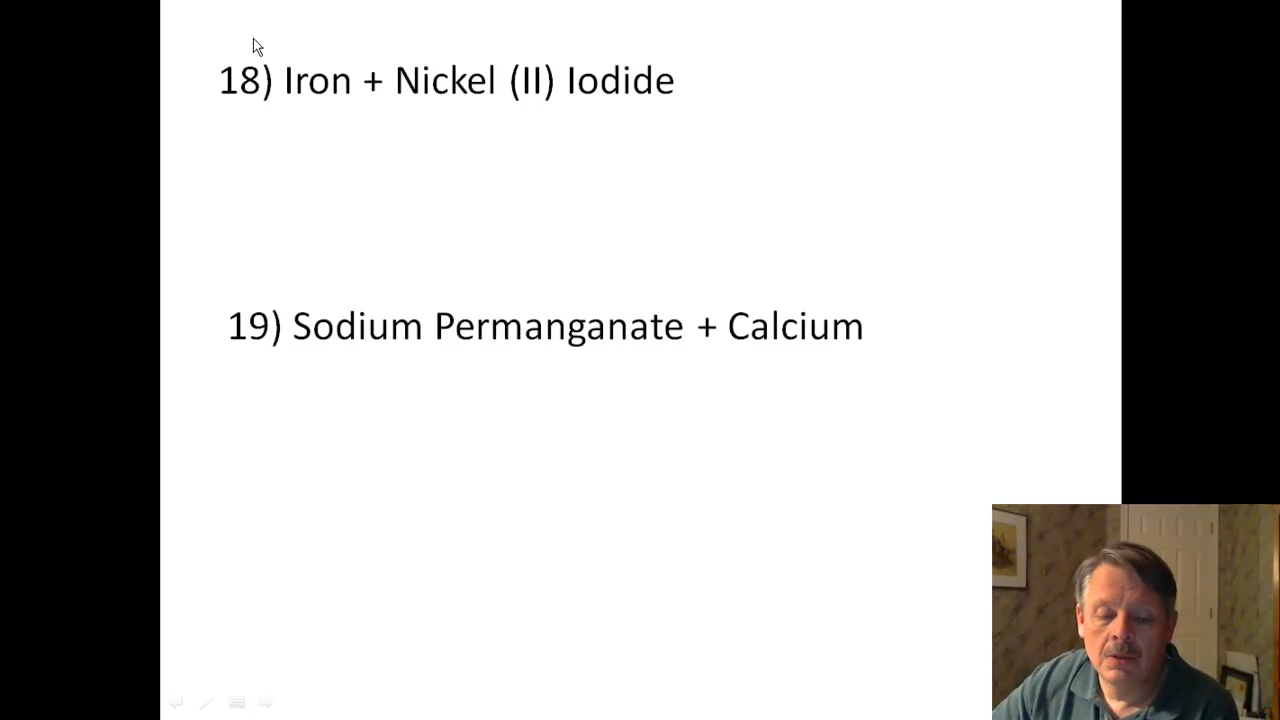 18) Iron + Nickel (II) Iodide
19) Sodium Permanganate + Calcium